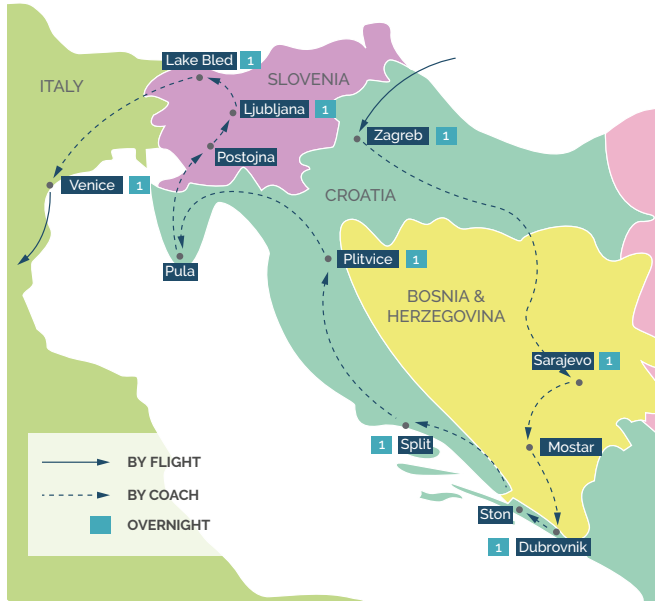 Lake Bled 1
ITALY
SLOVENIA
Ljubljana 1
Zagreb 1
Postojna
Venice 1
CROATIA
Plitvice 1
Pula
BOSNIA &
HERZEGOVINA
Sarajevo 1
1 Split
Mostar
BY FLIGHT
BY COACH
Ston
OVERNIGHT
1 Dubrovnik